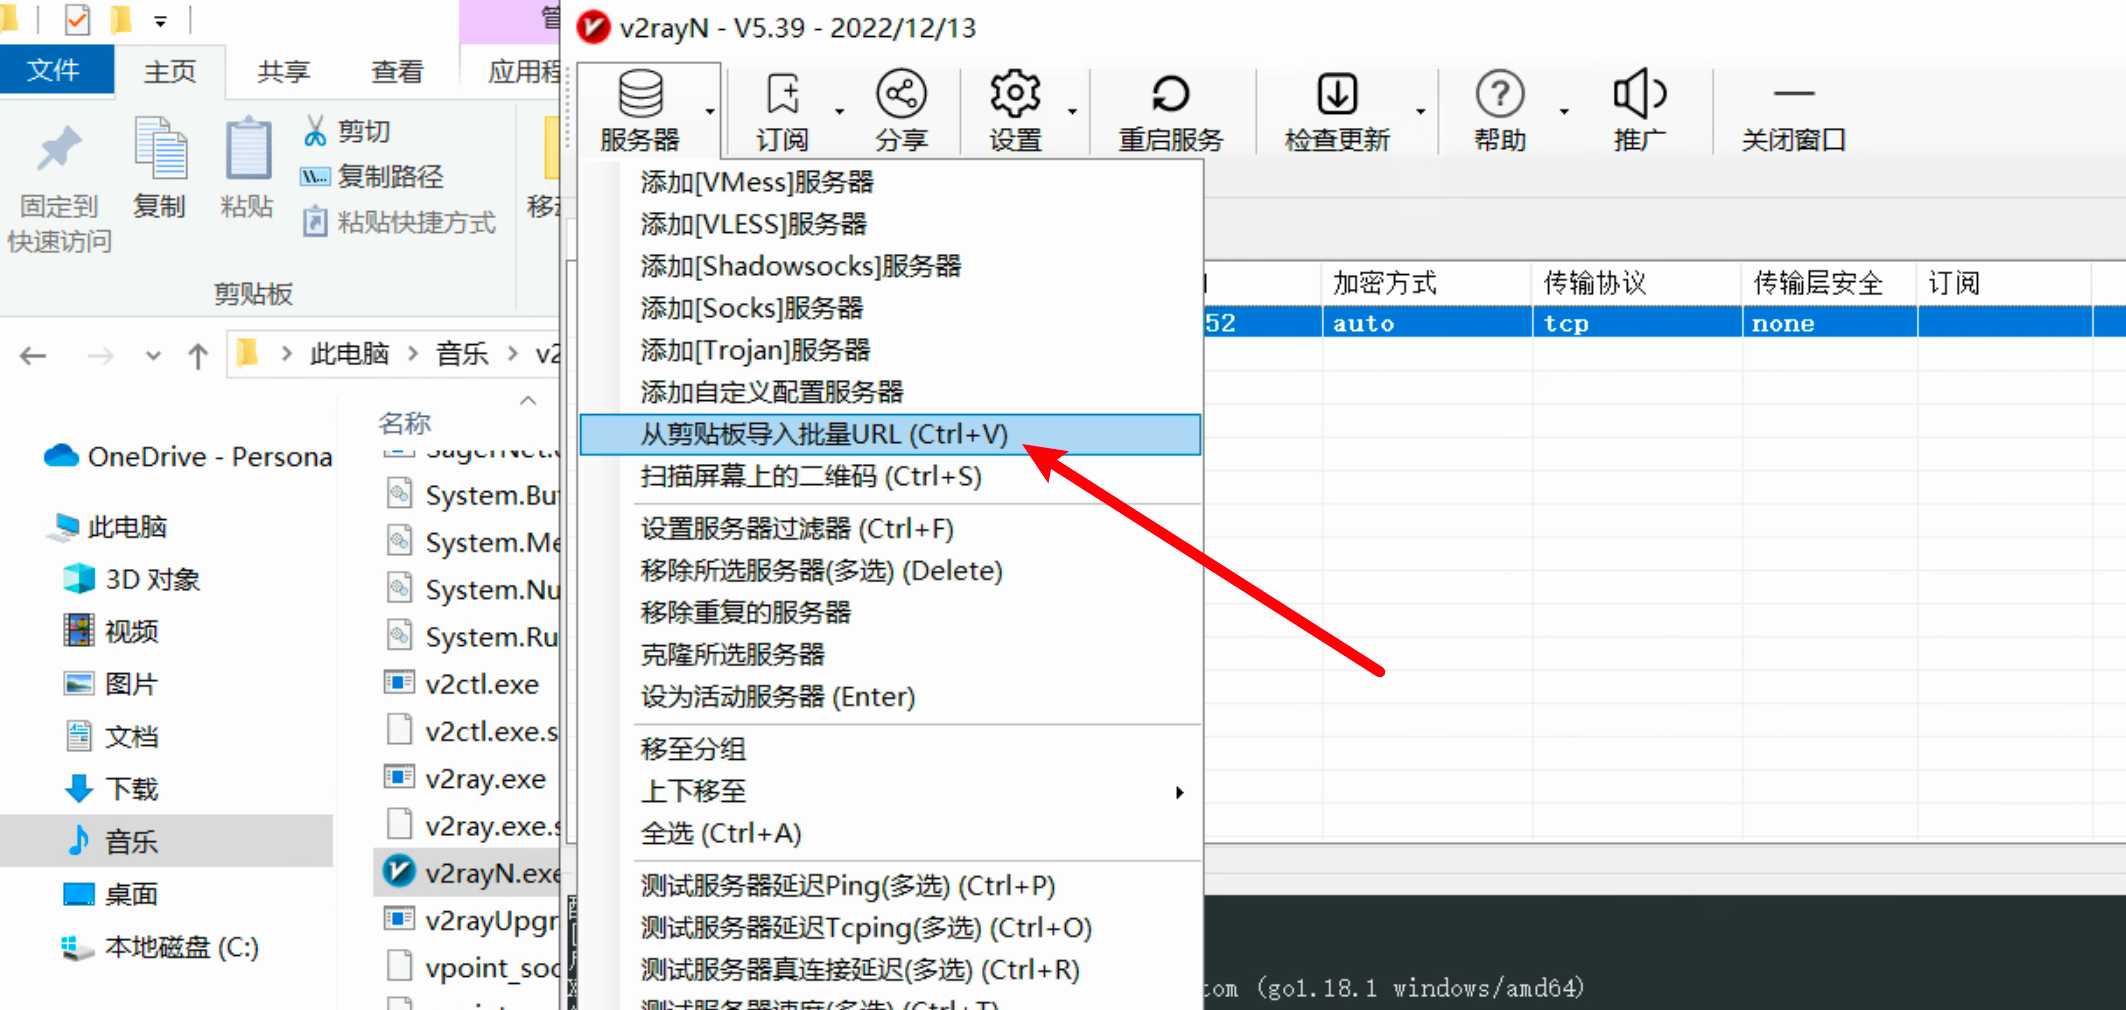 v2rayN - V5.39 - 2022/12/13
文件
主页
共享
查看
应用程
服务器
订阅
分享
设置
重启服务
检查更新
帮助
推广
关闭窗口
固定到
快速访问
复制
粘贴
剪切
复制路径
粘贴快捷方式
剪贴板
此电脑
音乐
名称
OneDrive - Persona
此电脑
3D 对象
视频
图片
文档
下载
音乐
桌面
本地磁盘 (C:)
System.Bu
System.Me
System.Nu
System.Ru
v2ctl.exe
v2ctl.exe.s
v2ray.exe
v2ray.exe.s
v2rayN.exe
v2rayUpgr
vpoint_soc
添加[VMess]服务器
添加[VLESS]服务器
添加[Shadowsocks]服务器
添加[Socks]服务器
添加[Trojan]服务器
添加自定义配置服务器
从剪贴板导入批量URL (Ctrl+V)
扫描屏幕上的二维码 (Ctrl+S)
设置服务器过滤器 (Ctrl+F)
移除所选服务器(多选) (Delete)
移除重复的服务器
克隆所选服务器
设为活动服务器 (Enter)
移至分组
上下移至
全选 (Ctrl+A)
测试服务器延迟Ping(多选) (Ctrl+P)
测试服务器延迟Tcping(多选) (Ctrl+O)
测试服务器真连接延迟(多选) (Ctrl+R)
测试服务器速度(多选) (Ctrl+T)
加密方式
传输协议
传输层安全
订阅
52
auto
tcp
none
com (go1.18.1 windows/amd64)